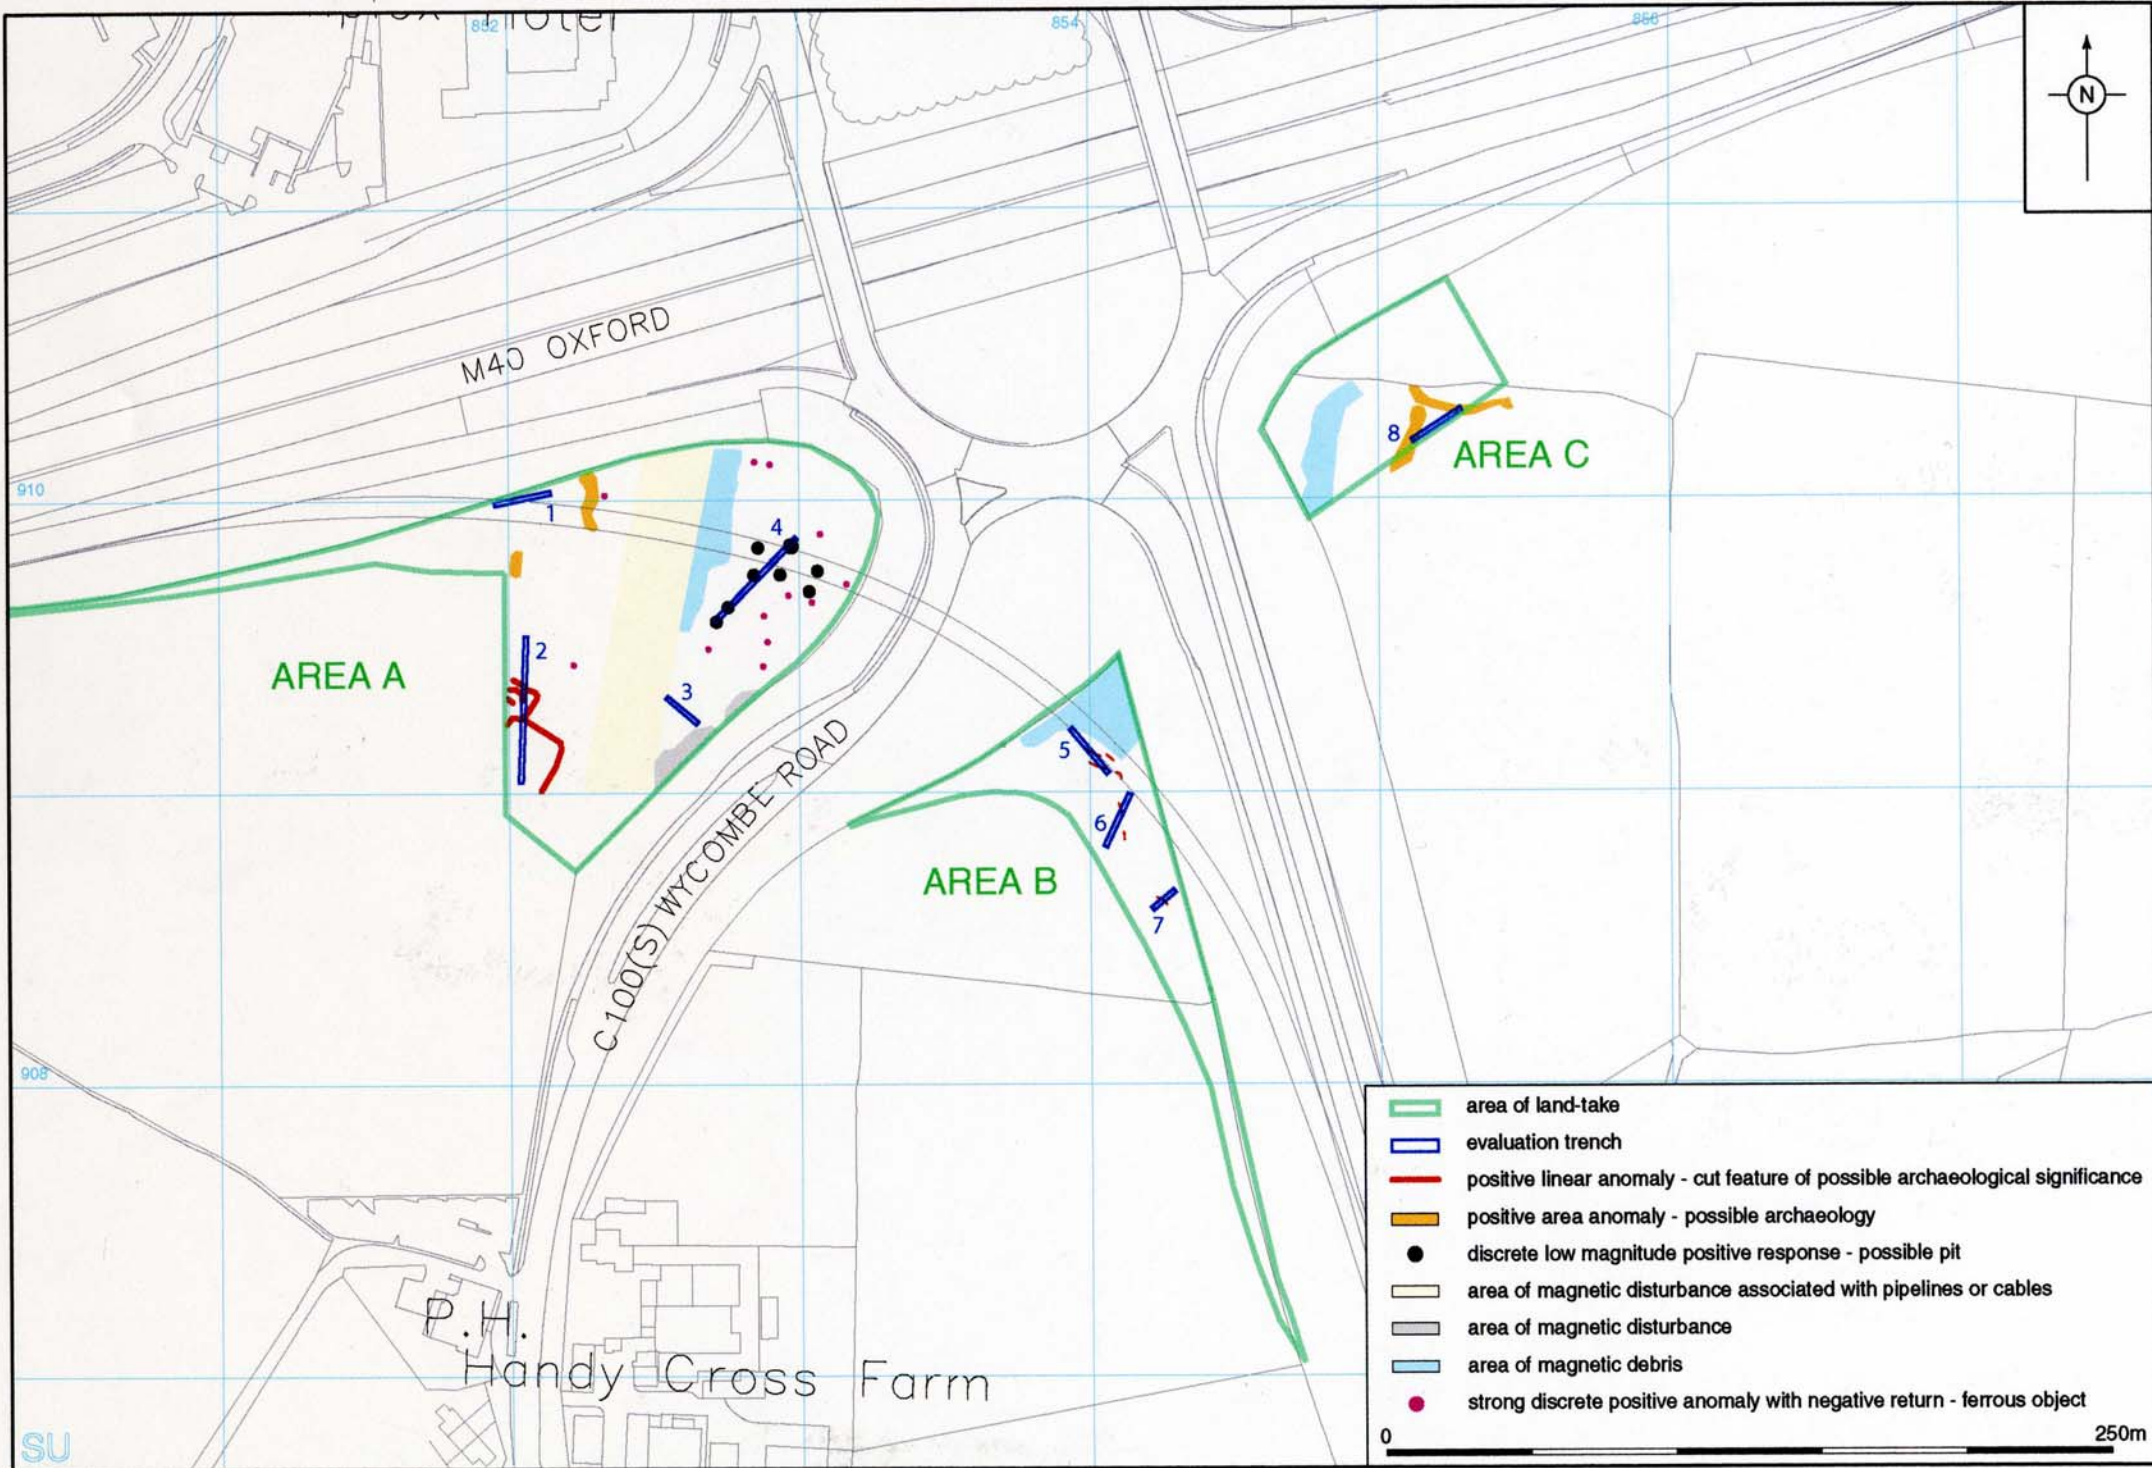 otel
852
854
856
N
M40 OXFORD
910
1
4
8
AREA C
2
AREA A
3
5
C100(S) WYCOMBE ROAD
6
AREA B
7
908
P.H.
Handy Cross Farm
SU
area of land-take
evaluation trench
positive linear anomaly - cut feature of possible archaeological significance
positive area anomaly - possible archaeology
discrete low magnitude positive response - possible pit
area of magnetic disturbance associated with pipelines or cables
area of magnetic disturbance
area of magnetic debris
strong discrete positive anomaly with negative return - ferrous object
0 250m